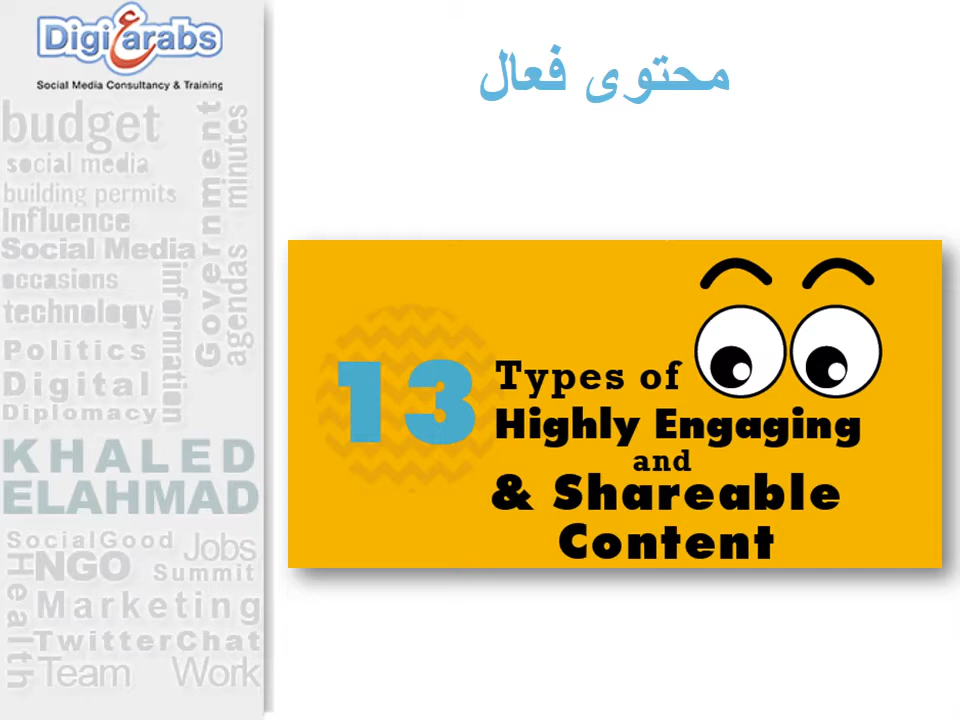 Digi عarabs
Social Media Consultancy & Training
محتوى فعال
budget
social media
building permits
Influence
Social Media
occasions
technology
Politics
Digital
Diplomacy
Government
minutes
agendas
information
KHALED
ELAHMAD
SocialGood
Jobs
NGO
Summit
Health
Marketing
TwitterChat
Team Work
13
Types of
Highly Engaging
and
& Shareable
Content